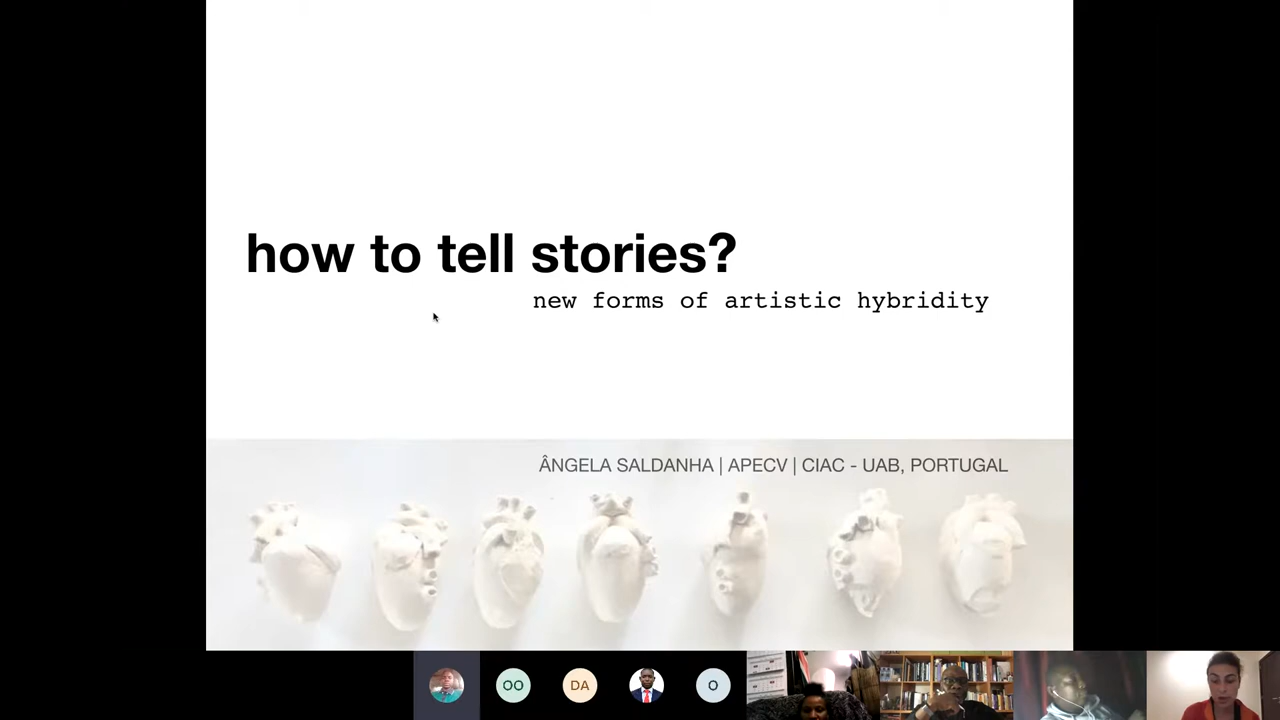 how to tell stories?
new forms of artistic hybridity
ÂNGELA SALDANHA | APECV | CIAC - UAB, PORTUGAL
OO
DA
O